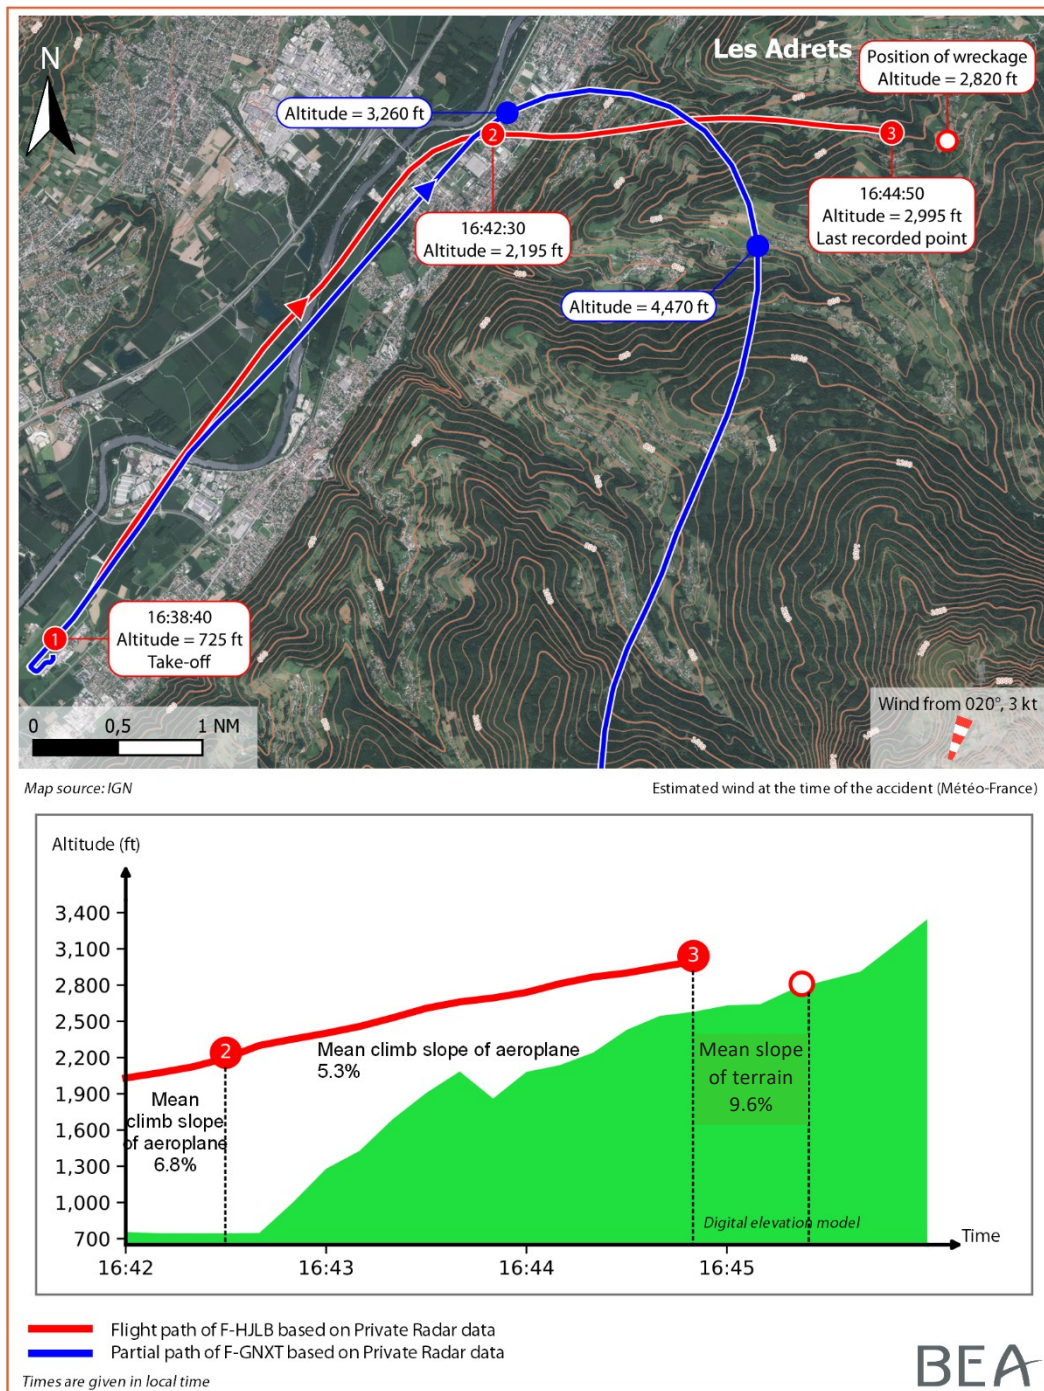 Les Adrets
N
Position of wreckage
Altitude = 2,820 ft
Altitude = 3,260 ft
2
3
16:42:30
Altitude = 2,195 ft
16:44:50
Altitude = 2,995 ft
Last recorded point
Altitude = 4,470 ft
1
16:38:40
Altitude = 725 ft
Take-off
0 0,5 1 NM
Wind from 020°, 3 kt
Map source: IGN
Estimated wind at the time of the accident (Météo-France)
Altitude (ft)
3,400
3,100
2,800
2,500
2,200
1,900
1,600
1,300
1,000
700
2
3
Mean climb slope of aeroplane
5.3%
Mean
climb slope
of aeroplane
6.8%
Mean slope
of terrain
9.6%
Digital elevation model
Time
16:42 16:43 16:44 16:45
Flight path of F-HJLB based on Private Radar data
Partial path of F-GNXT based on Private Radar data
Times are given in local time
BEA